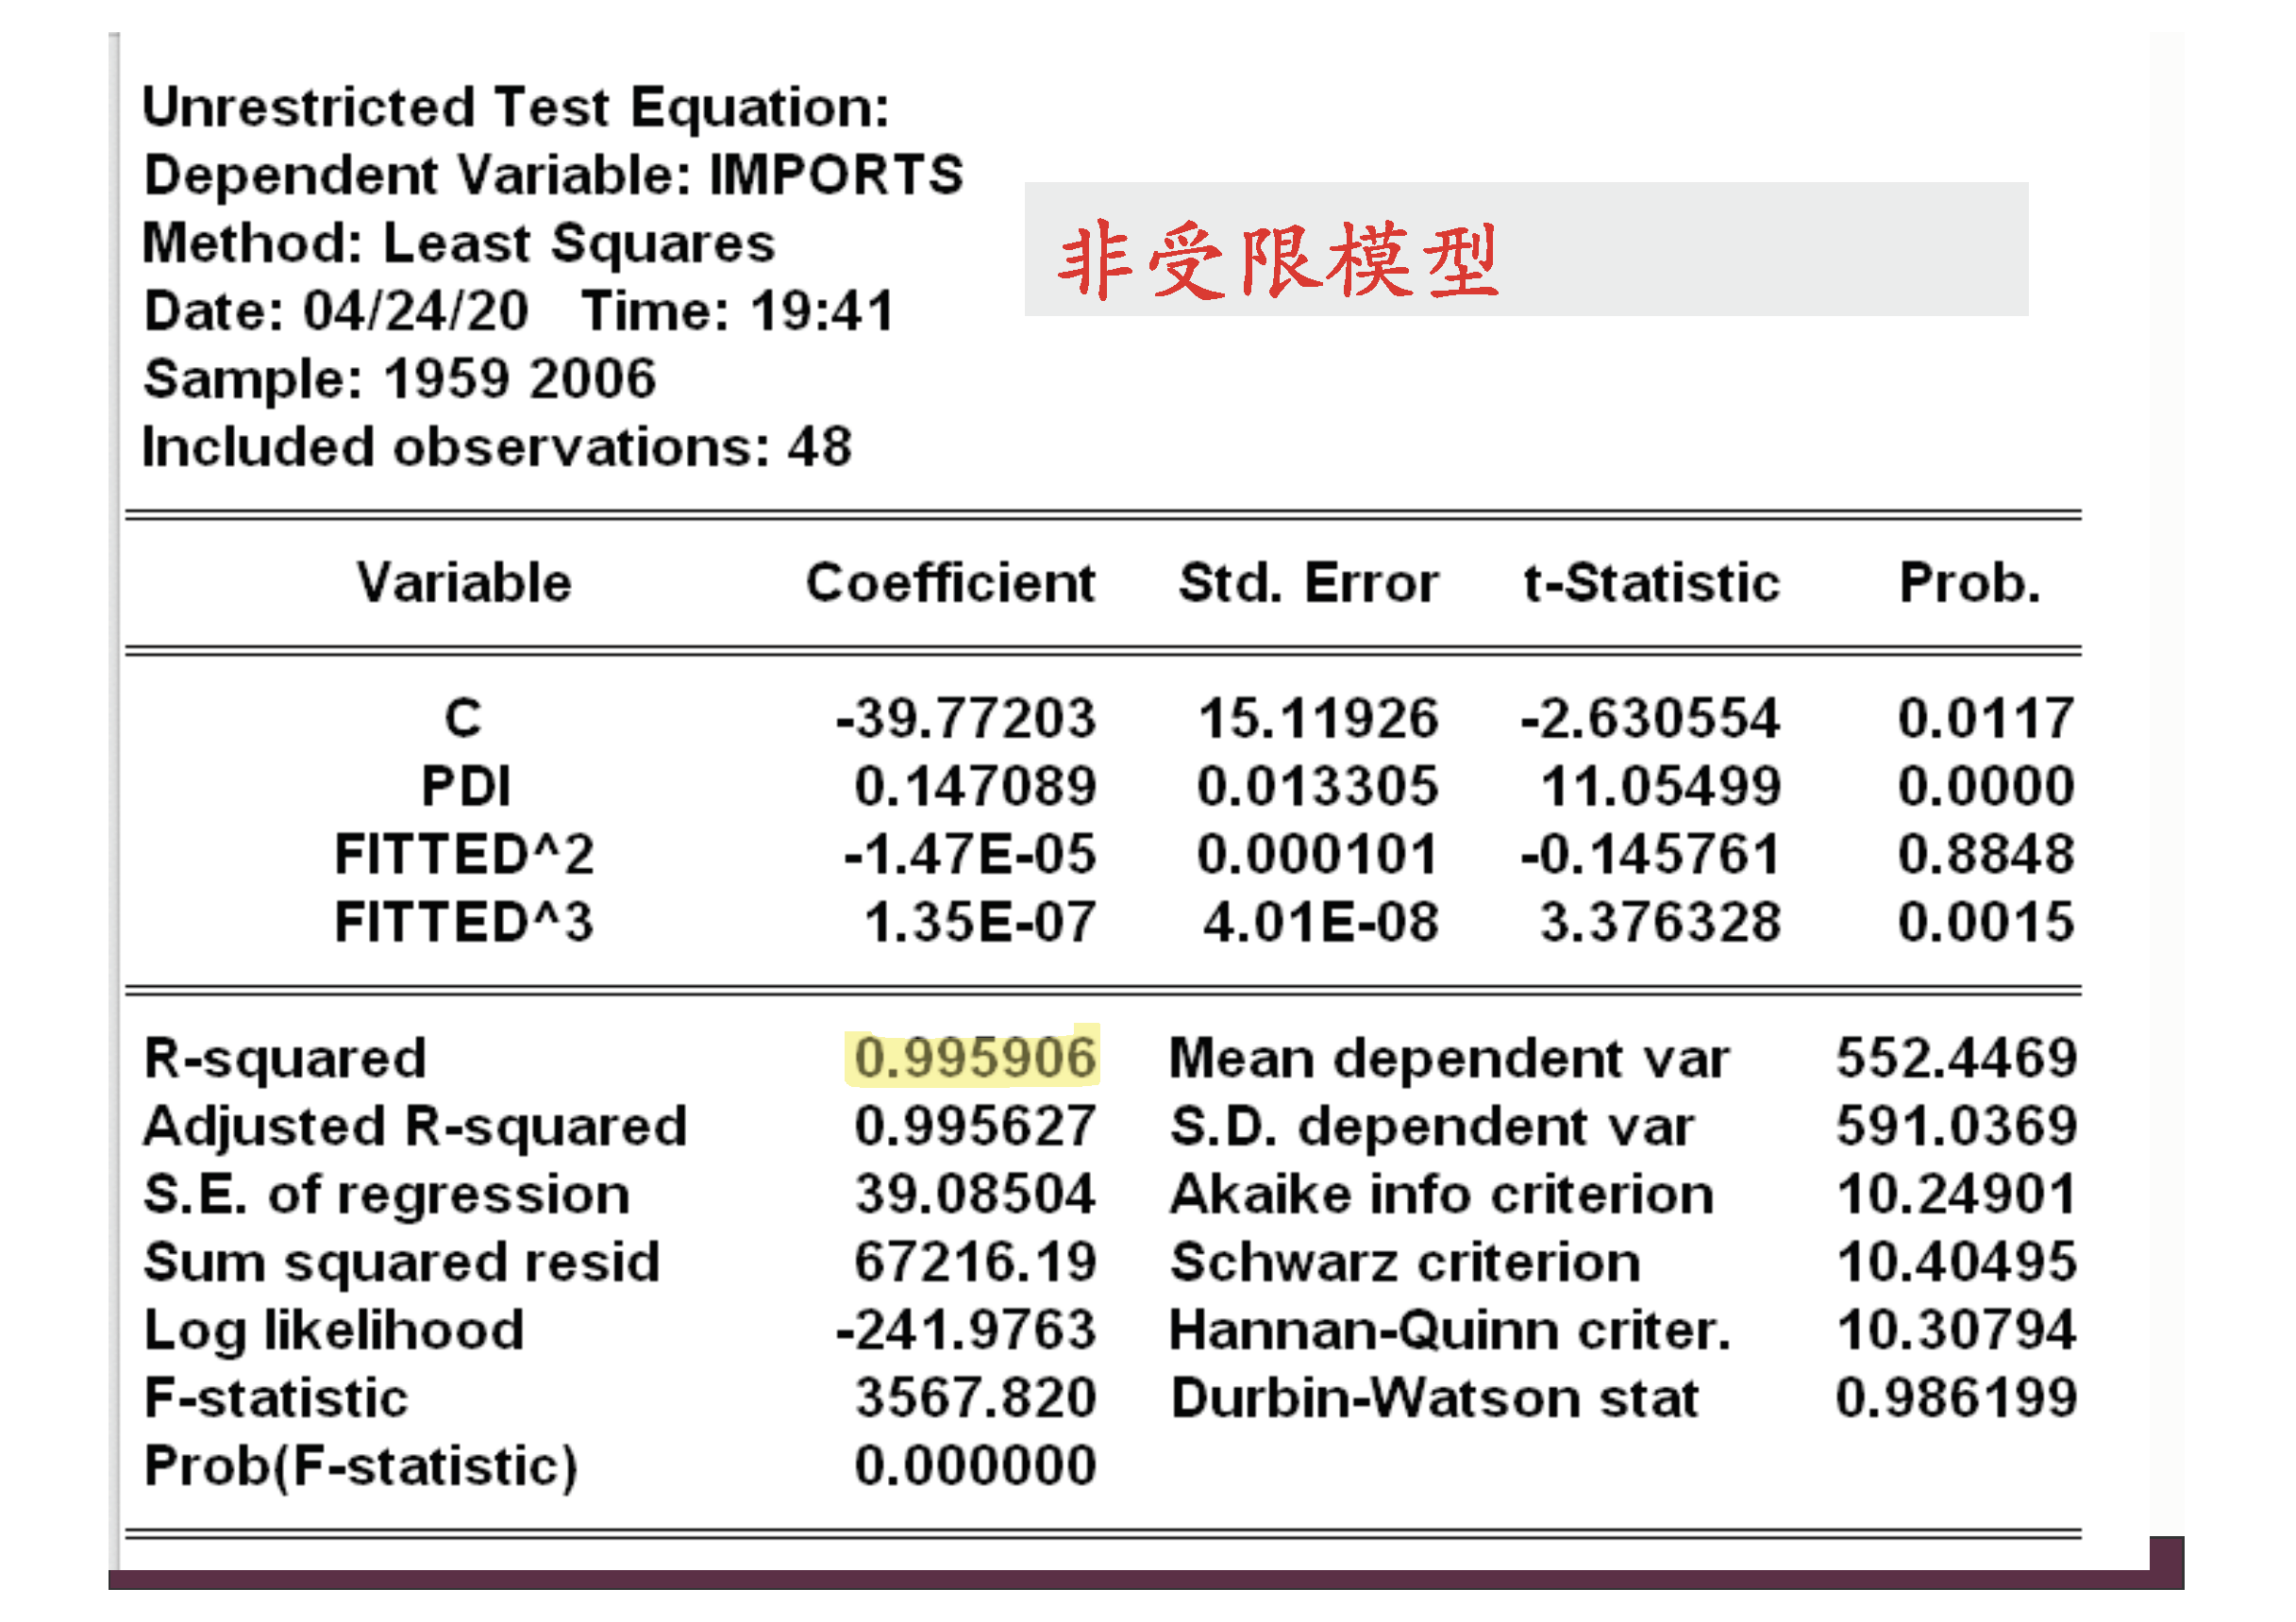 Unrestricted Test Equation:
Dependent Variable: IMPORTS
非受限模型
Method: Least Squares
Date: 04/24/20 Time: 19:41
Sample: 1959 2006
Included observations: 48
Variable Coefficient Std. Error t-Statistic Prob.
C -39.77203 15.11926 -2.630554 0.0117
PDI 0.147089 0.013305 11.05499 0.0000
FITTED^2 -1.47E-05 0.000101 -0.145761 0.8848
FITTED^3 1.35E-07 4.01E-08 3.376328 0.0015
R-squared 0.995906 Mean dependent var 552.4469
Adjusted R-squared 0.995627 S.D. dependent var 591.0369
S.E. of regression 39.08504 Akaike info criterion 10.24901
Sum squared resid 67216.19 Schwarz criterion 10.40495
Log likelihood -241.9763 Hannan-Quinn criter. 10.30794
F-statistic 3567.820 Durbin-Watson stat 0.986199
Prob(F-statistic) 0.000000